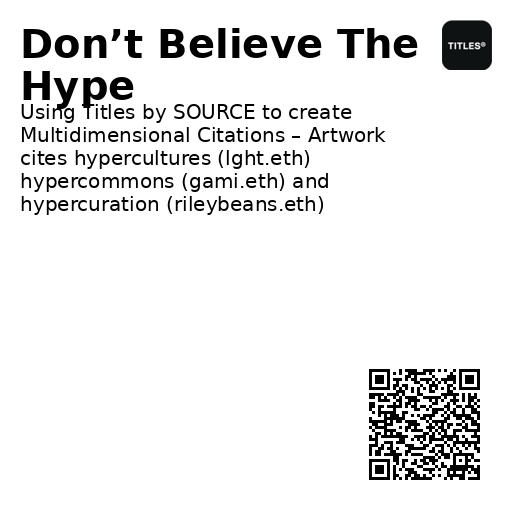 Don’t Believe The
TITLES®
Hype
Using Titles by SOURCE to create
Multidimensional Citations – Artwork
cites hypercultures (lght.eth)
hypercommons (gami.eth) and
hypercuration (rileybeans.eth)